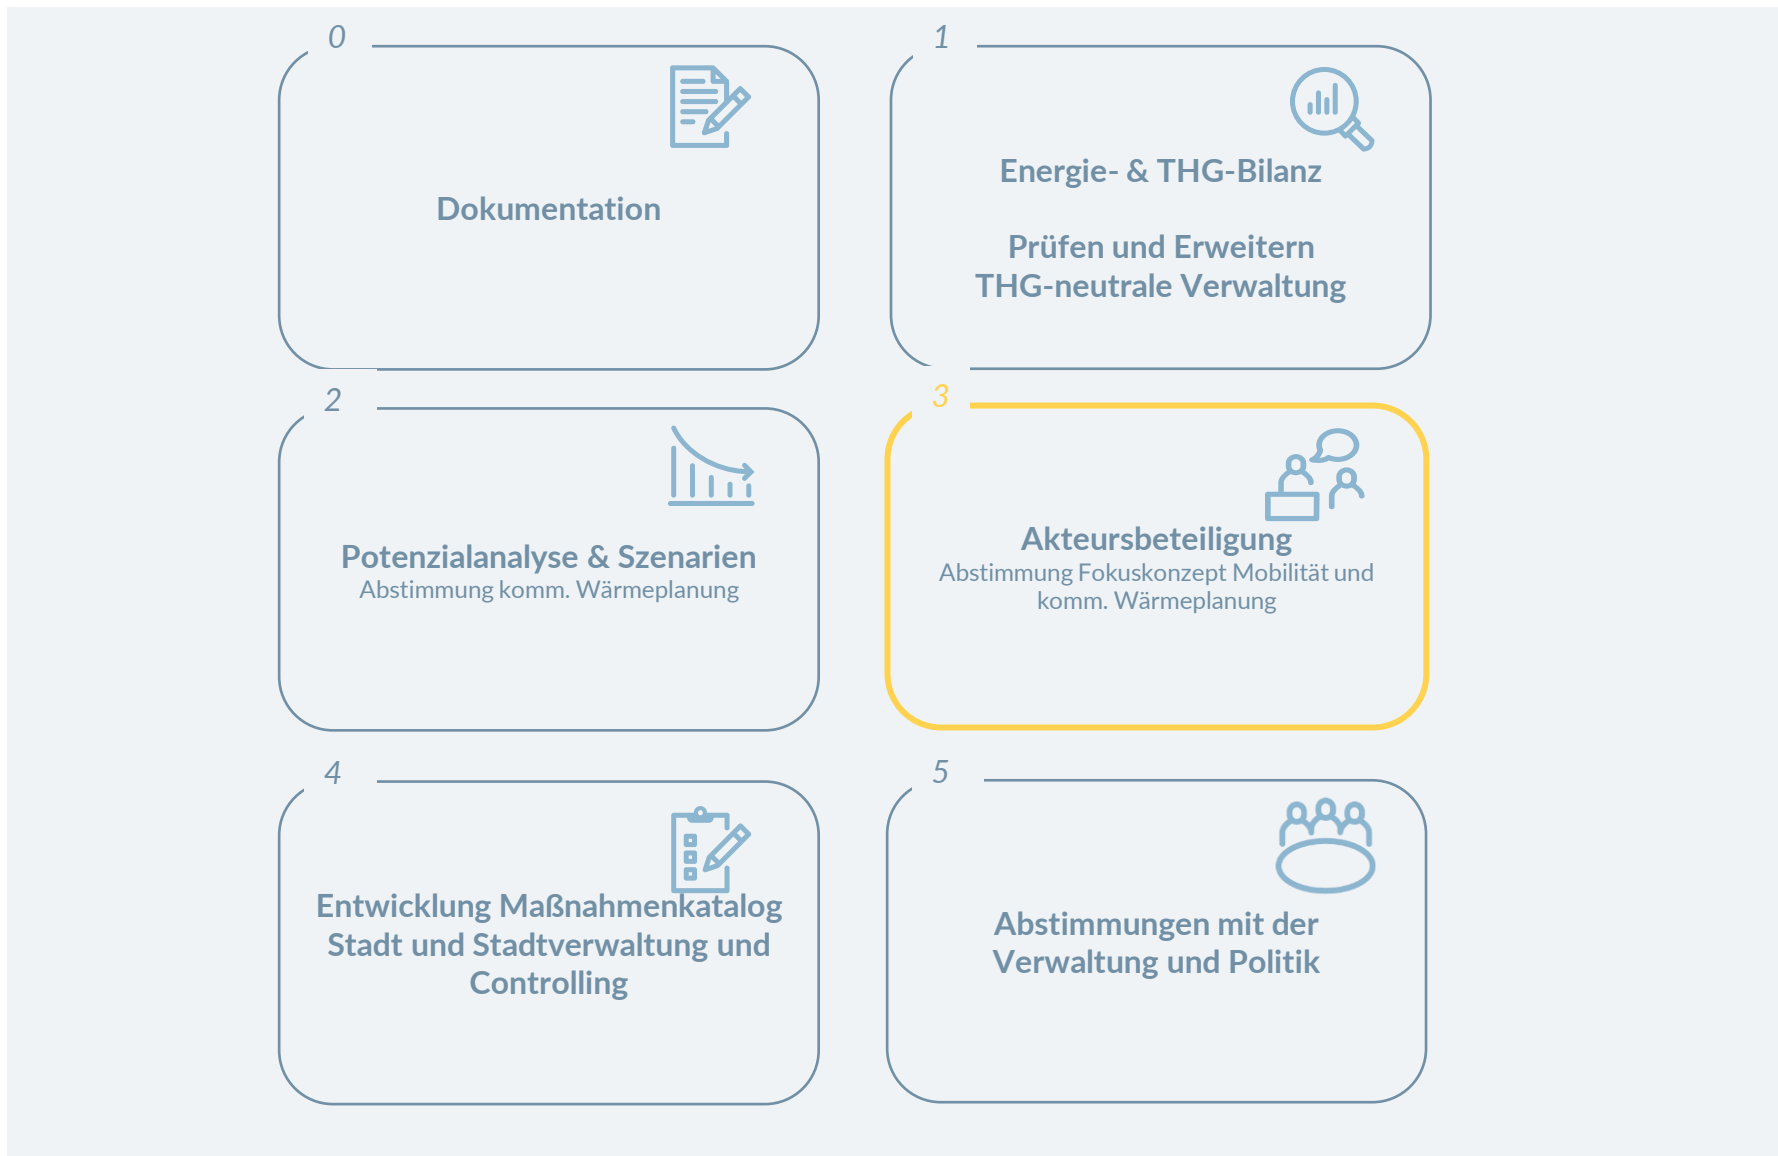 0
Dokumentation
1
Energie- & THG-Bilanz
Prüfen und Erweitern
THG-neutrale Verwaltung
2
Potenzialanalyse & Szenarien
Abstimmung komm. Wärmeplanung
3
Akteursbeteiligung
Abstimmung Fokuskonzept Mobilität und
komm. Wärmeplanung
4
Entwicklung Maßnahmenkatalog
Stadt und Stadtverwaltung und
Controlling
5
Abstimmungen mit der
Verwaltung und Politik